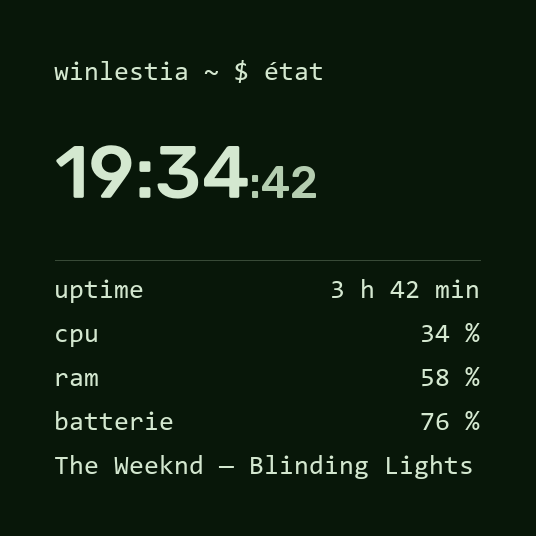 winlestia ~ $ état
19:34:42
uptime 3 h 42 min
cpu 34 %
ram 58 %
batterie 76 %
The Weeknd — Blinding Lights